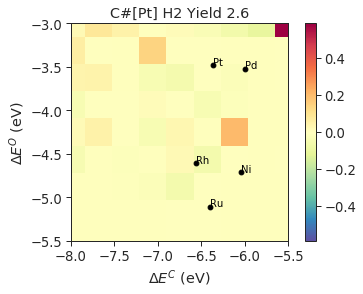 C#[Pt] H2 Yield 2.6
−3.0
−3.5
−4.0
−4.5
−5.0
−5.5
ΔE^O (eV)
Pt
Pd
Rh
Ni
Ru
−8.0 −7.5 −7.0 −6.5 −6.0 −5.5
ΔE^C (eV)
0.4
0.2
0.0
−0.2
−0.4